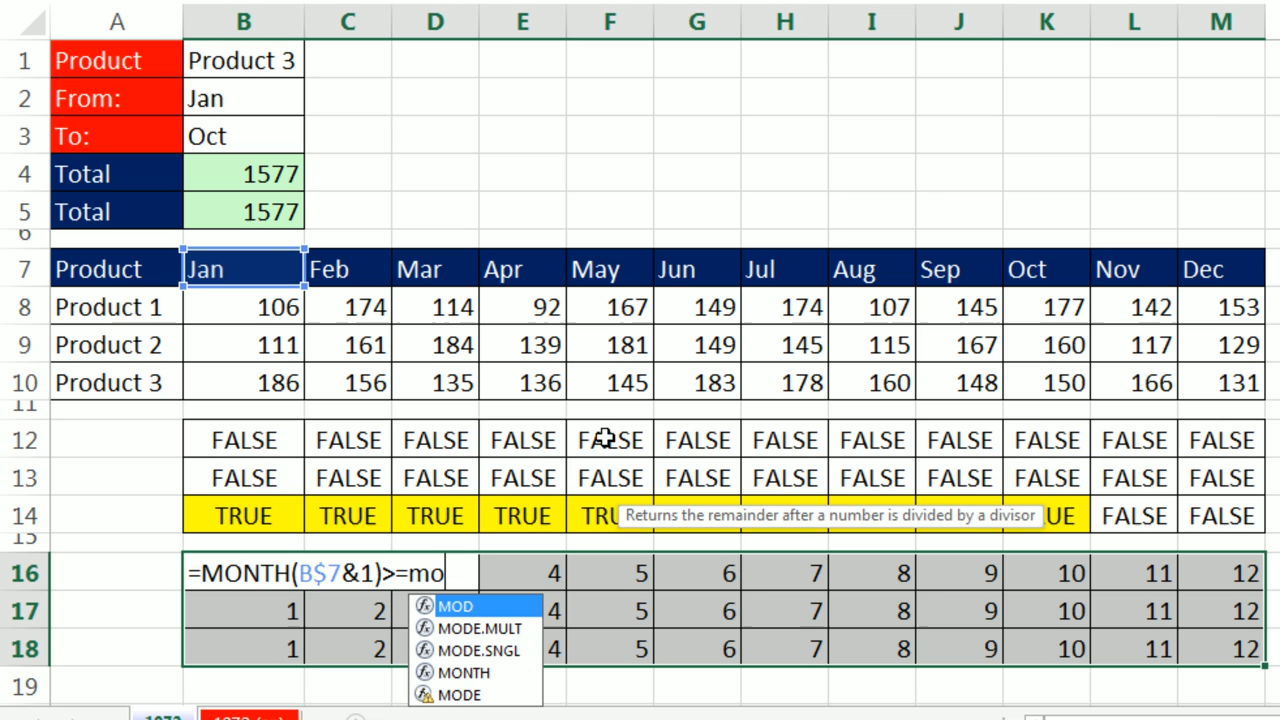 A B C D E F G H I J K L M
1 Product Product 3
2 From: Jan
3 To: Oct
4 Total 1577
5 Total 1577
6
7 Product Jan Feb Mar Apr May Jun Jul Aug Sep Oct Nov Dec
8 Product 1 106 174 114 92 167 149 174 107 145 177 142 153
9 Product 2 111 161 184 139 181 149 145 115 167 160 117 129
10 Product 3 186 156 135 136 145 183 178 160 148 150 166 131
11
12 FALSE FALSE FALSE FALSE FALSE FALSE FALSE FALSE FALSE FALSE FALSE FALSE
13 FALSE FALSE FALSE FALSE FALSE FALSE FALSE FALSE FALSE FALSE FALSE FALSE
14 TRUE TRUE TRUE TRUE TRU Returns the remainder after a number is divided by a divisor UE FALSE FALSE
15
16 =MONTH(B$7&1)>=mo 4 5 6 7 8 9 10 11 12
17 1 2 4 5 6 7 8 9 10 11 12
18 1 2 4 5 6 7 8 9 10 11 12
19
MOD
MODE.MULT
MODE.SNGL
MONTH
MODE